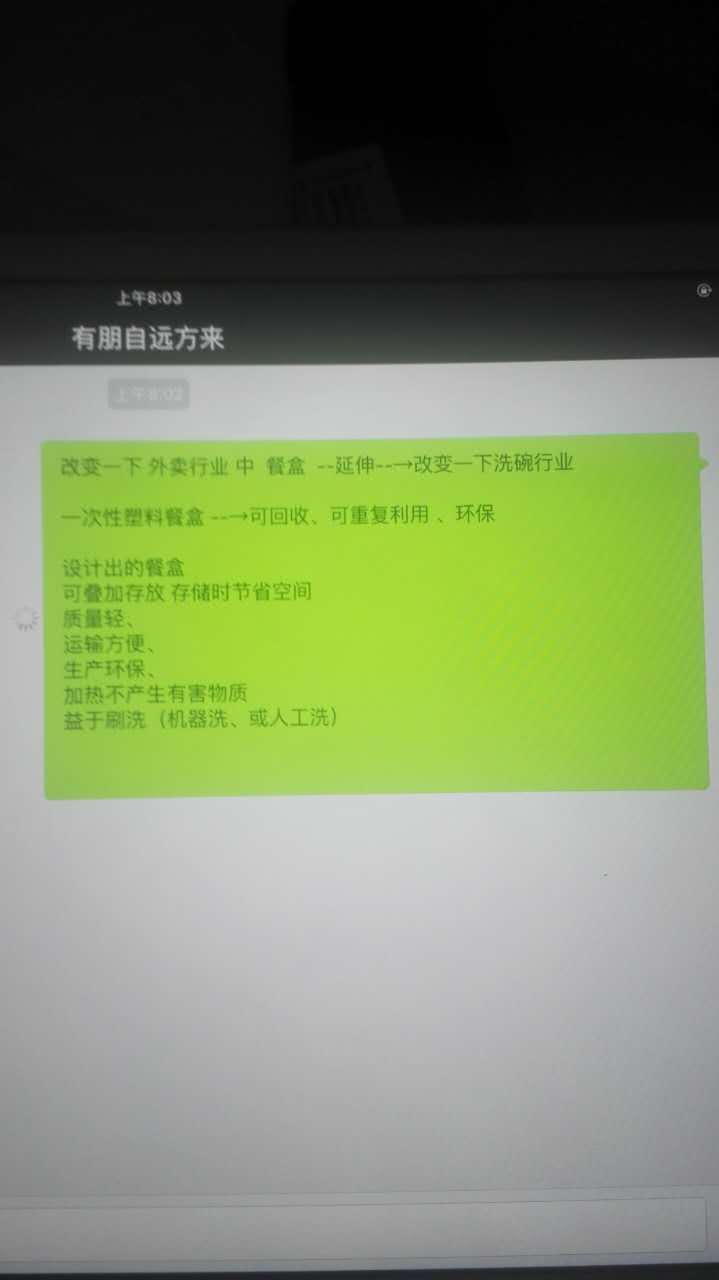 上午8:03
有朋自远方来
上午8:02
改变一下 外卖行业 中 餐盒 --延伸--→改变一下洗碗行业
一次性塑料餐盒 --→可回收、可重复利用 、环保
设计出的餐盒
可叠加存放 存储时节省空间
质量轻、
运输方便、
生产环保、
加热不产生有害物质
益于刷洗（机器洗、或人工洗）